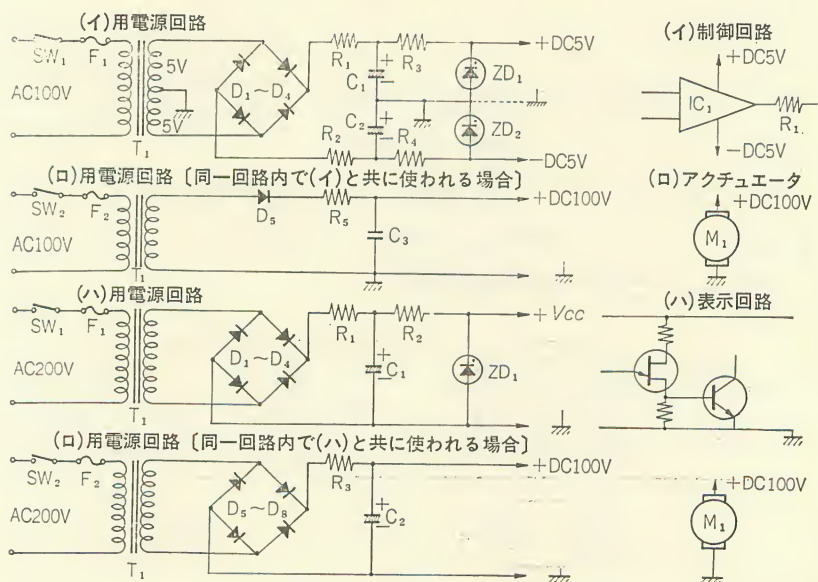 (イ)用電源回路
SW₁ F₁
AC100V
5V
5V
T₁
D₁～D₄
R₁
R₃
C₁ + −
C₂ + −
R₂
R₄
ZD₁
ZD₂
+DC5V
−DC5V
(イ)制御回路
+DC5V
IC₁
R₁
−DC5V
(ロ)用電源回路〔同一回路内で(イ)と共に使われる場合〕
SW₂ F₂
AC100V
T₁
D₅
R₅
C₃
+DC100V
(ロ)アクチュエータ
+DC100V
M₁
(ハ)用電源回路
SW₁ F₁
AC200V
T₁
D₁～D₄
R₁
R₂
C₁ + −
ZD₁
+Vcc
(ハ)表示回路
(ロ)用電源回路〔同一回路内で(ハ)と共に使われる場合〕
SW₂ F₂
AC200V
T₁
D₅～D₈
R₃
C₂ + −
+DC100V
+DC100V
M₁